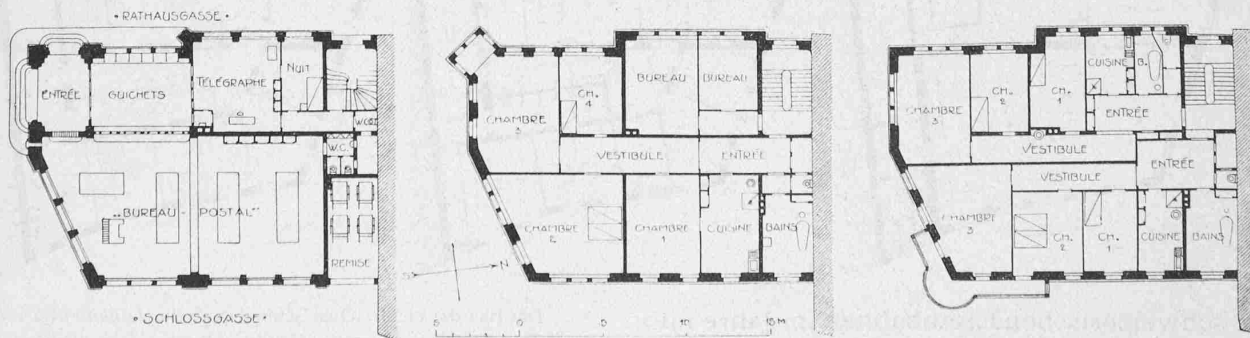 • RATHAUSGASSE •
ENTRÉE
GUICHETS
TÉLÉGRAPHE
NUIT
W.C.
W.C.
„BUREAU - POSTAL“
REMISE
• SCHLOSSGASSE •
BUREAU
BUREAU
CH. 4
CHAMBRE 3
VESTIBULE
ENTRÉE
CHAMBRE 2
CHAMBRE 1
CUISINE
BAINS
S
N
5 0 5 10 15 M
CHAMBRE 3
CH. 2
CH. 1
CUISINE
B.
ENTRÉE
VESTIBULE
ENTRÉE
VESTIBULE
CHAMBRE 3
CH. 2
CH. 1
CUISINE
BAINS